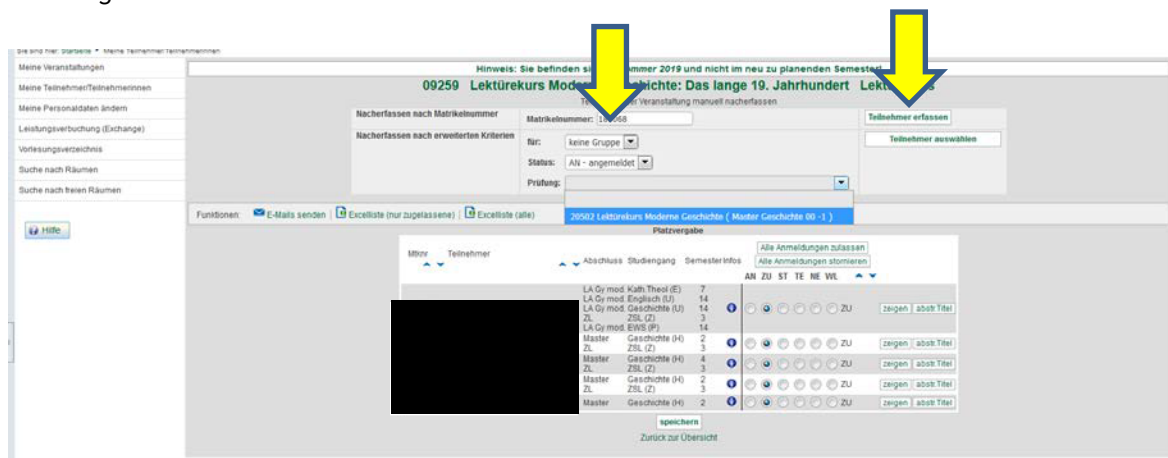 Sie sind hier: Startseite Meine Teilnehmer/Teilnehmerinnen
Meine Veranstaltungen
Meine Teilnehmer/Teilnehmerinnen
Meine Personaldaten ändern
Leistungsverbuchung (Exchange)
Vorlesungsverzeichnis
Suche nach Räumen
Suche nach freien Räumen
Hilfe
Hinweis: Sie befinden 2019 und nicht im neu zu planenden Semester!
09259 Lektürekurs Das lange 19. Jahrhundert
Veranstaltung manuell nacherfassen
Nacherfassen nach Matrikelnummer
Matrikelnummer:
Teilnehmer erfassen
Nacherfassen nach erweiterten Kriterien
für: keine Gruppe
Teilnehmer auswählen
Status: AN - angemeldet
Prüfung:
20502 Lektürekurs Moderne Geschichte ( Master Geschichte 00 -1 )
Funktionen: E-Mails senden | Excelliste (nur zugelassene) | Excelliste (alle)
Platzvergabe
Mtknr Teilnehmer Abschluss Studiengang Semester Infos
Alle Anmeldungen zulassen
Alle Anmeldungen stornieren
AN ZU ST TE NE WL
LA Gy mod. Kath.Theol (E) 7
LA Gy mod. Englisch (U) 14
LA Gy mod. Geschichte (U) 14 ZU zeigen abstr.Titel
ZL ZSL (Z) 3
LA Gy mod. EWS (P) 14
Master Geschichte (H) 2 ZU zeigen abstr.Titel
ZL ZSL (Z) 3
Master Geschichte (H) 4 ZU zeigen abstr.Titel
ZL ZSL (Z) 3
Master Geschichte (H) 2 ZU zeigen abstr.Titel
ZL ZSL (Z) 3
Master Geschichte (H) 2 ZU zeigen abstr.Titel
speichern
Zurück zur Übersicht